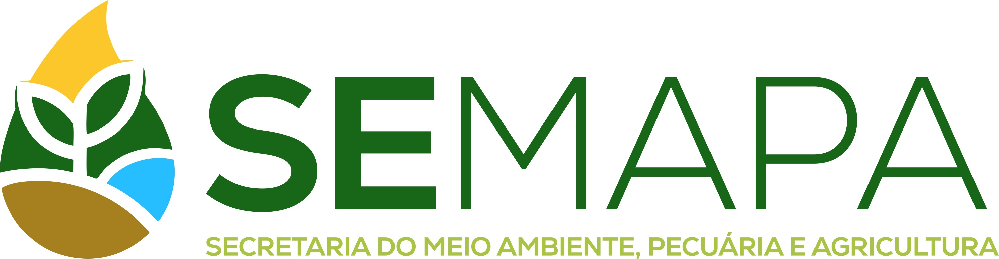 SEMAPA
SECRETARIA DO MEIO AMBIENTE, PECUÁRIA E AGRICULTURA